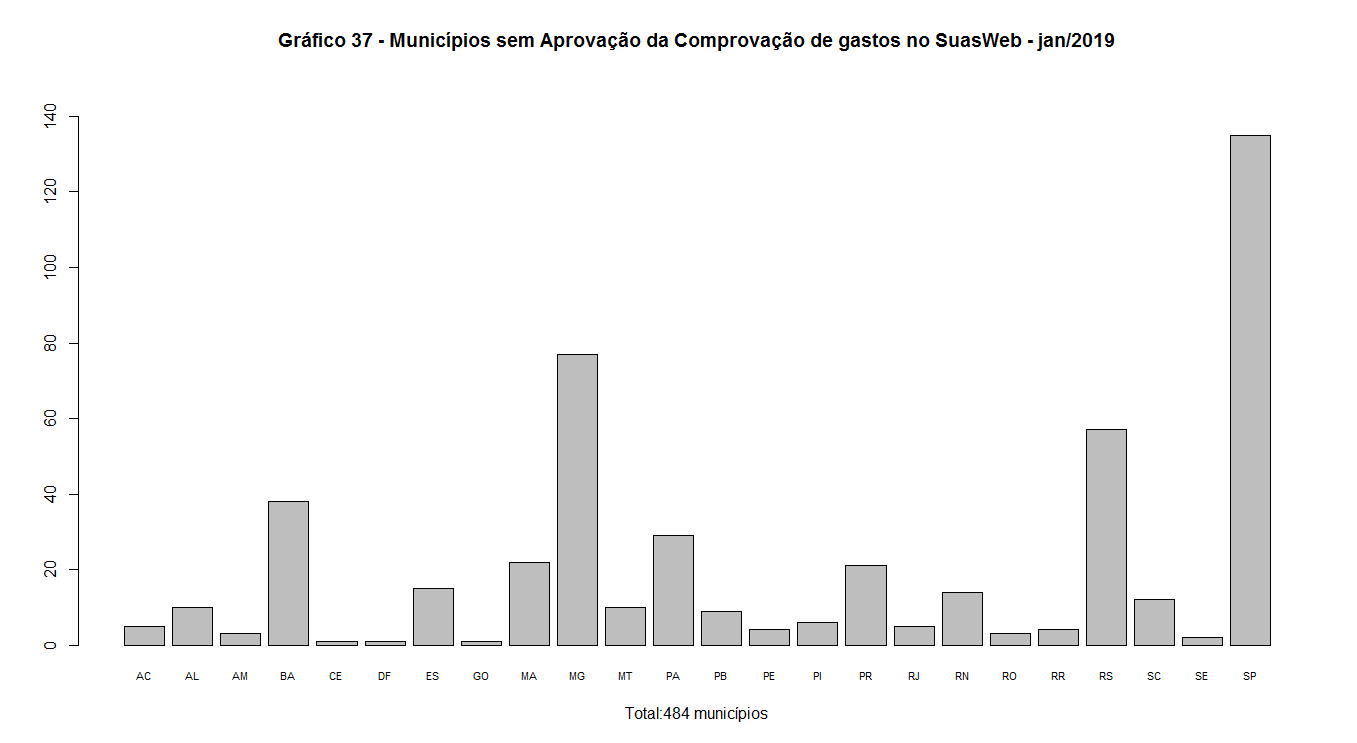 Gráfico 37 - Municípios sem Aprovação da Comprovação de gastos no SuasWeb - jan/2019
140
120
100
80
60
40
20
0
AC AL AM BA CE DF ES GO MA MG MT PA PB PE PI PR RJ RN RO RR RS SC SE SP
Total:484 municípios